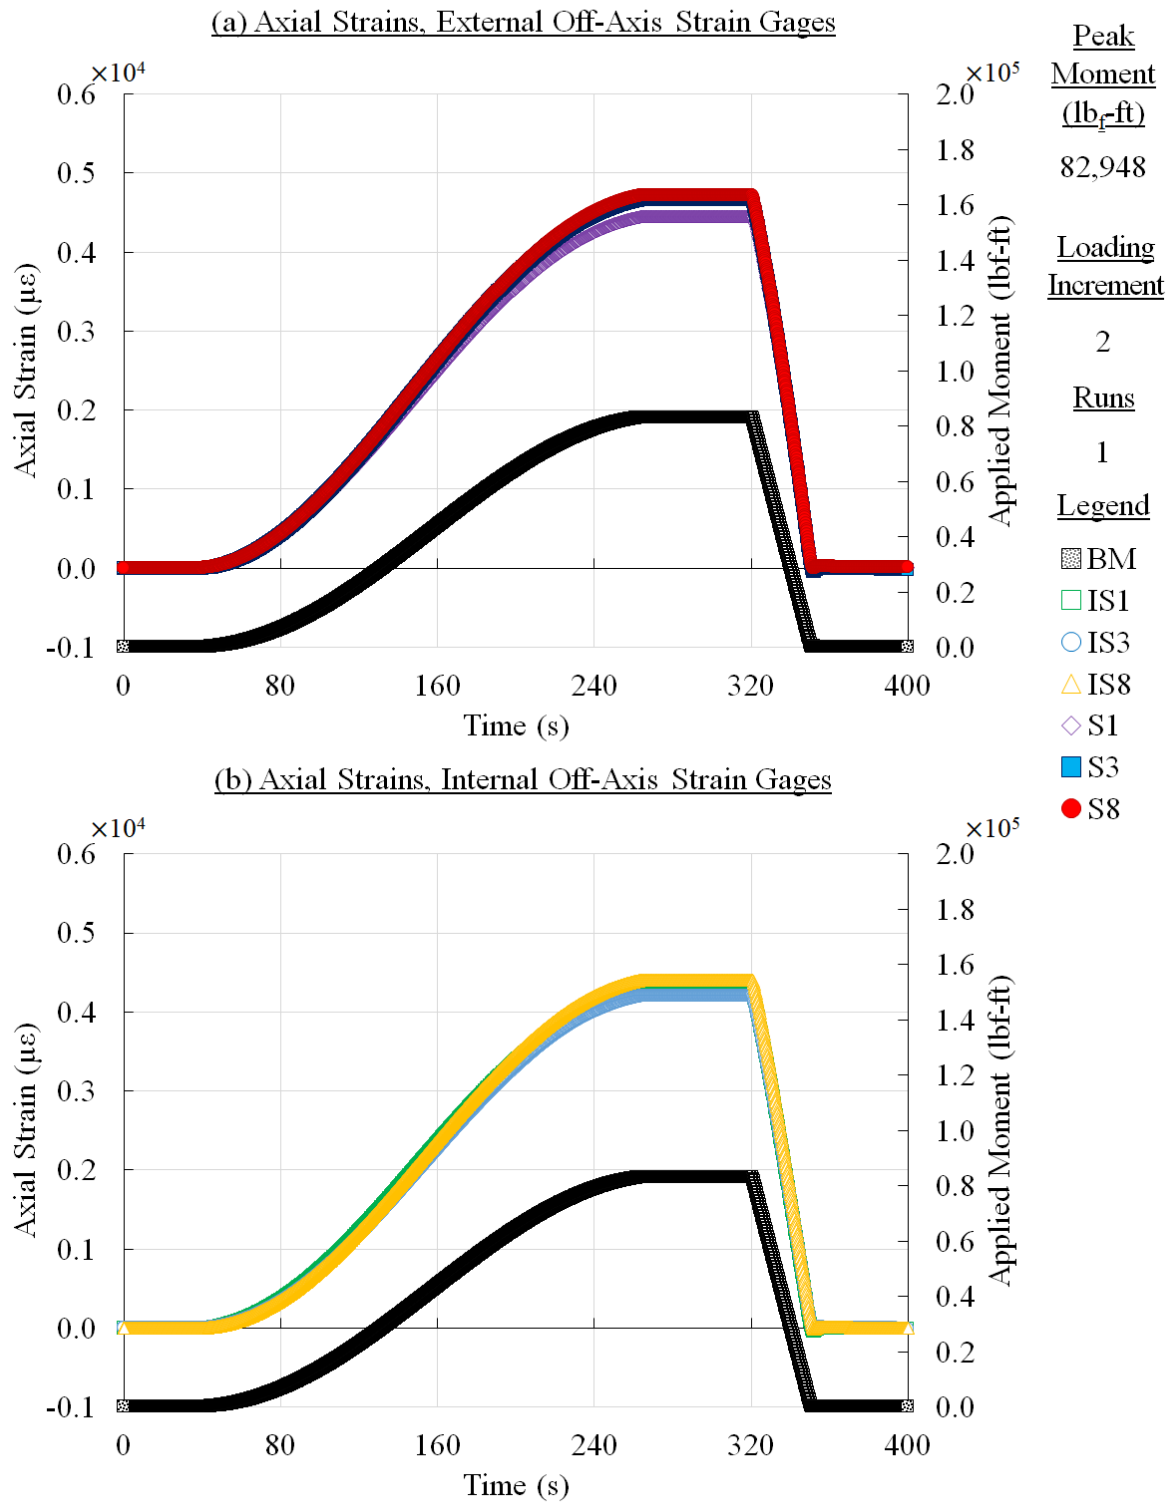 (a) Axial Strains, External Off-Axis Strain Gages
×10⁴
×10⁵
0.6
0.5
0.4
0.3
0.2
0.1
0.0
-0.1
Axial Strain (με)
2.0
1.8
1.6
1.4
1.2
1.0
0.8
0.6
0.4
0.2
0.0
Applied Moment (lbf-ft)
0 80 160 240 320 400
Time (s)
(b) Axial Strains, Internal Off-Axis Strain Gages
×10⁴
×10⁵
0.6
0.5
0.4
0.3
0.2
0.1
0.0
-0.1
Axial Strain (με)
2.0
1.8
1.6
1.4
1.2
1.0
0.8
0.6
0.4
0.2
0.0
Applied Moment (lbf-ft)
0 80 160 240 320 400
Time (s)
Peak
Moment
(lb_f-ft)
82,948
Loading
Increment
2
Runs
1
Legend
BM
IS1
IS3
IS8
S1
S3
S8